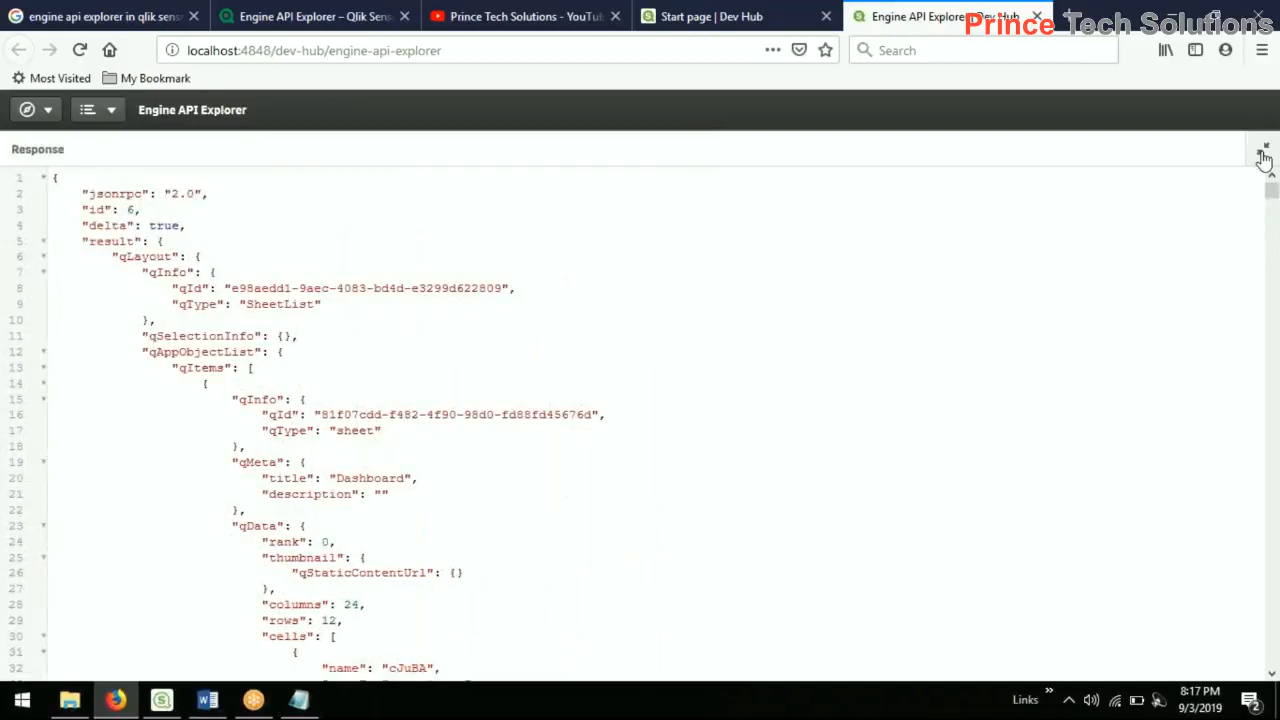 engine api explorer in qlik sens
Engine API Explorer – Qlik Sens
Prince Tech Solutions - YouTu
Start page | Dev Hub
Engine API Explorer | Dev Hub
Prince Tech Solutions
localhost:4848/dev-hub/engine-api-explorer
Search
Most Visited
My Bookmark
Engine API Explorer
Response
1 {
2 "jsonrpc": "2.0",
3 "id": 6,
4 "delta": true,
5 "result": {
6 "qLayout": {
7 "qInfo": {
8 "qId": "e98aedd1-9aec-4083-bd4d-e3299d622809",
9 "qType": "SheetList"
10 },
11 "qSelectionInfo": {},
12 "qAppObjectList": {
13 "qItems": [
14 {
15 "qInfo": {
16 "qId": "81f07cdd-f482-4f90-98d0-fd88fd45676d",
17 "qType": "sheet"
18 },
19 "qMeta": {
20 "title": "Dashboard",
21 "description": ""
22 },
23 "qData": {
24 "rank": 0,
25 "thumbnail": {
26 "qStaticContentUrl": {}
27 },
28 "columns": 24,
29 "rows": 12,
30 "cells": [
31 {
32 "name": "cJuBA",
Links
8:17 PM
9/3/2019
2